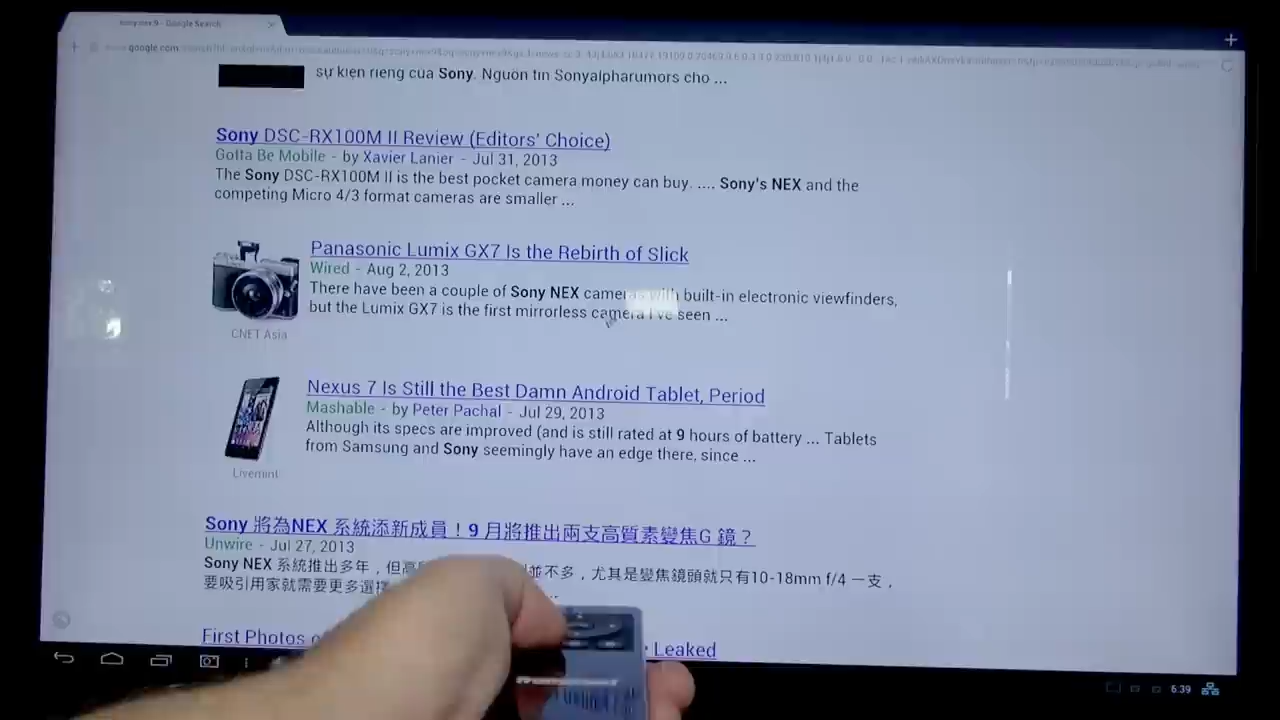 sony nex 9 - Google Search
www.google.com
sự kiện riêng của Sony. Nguồn tin Sonyalpharumors cho ...
Sony DSC-RX100M II Review (Editors' Choice)
Gotta Be Mobile - by Xavier Lanier - Jul 31, 2013
The Sony DSC-RX100M II is the best pocket camera money can buy. .... Sony's NEX and the
competing Micro 4/3 format cameras are smaller ...
Panasonic Lumix GX7 Is the Rebirth of Slick
Wired - Aug 2, 2013
There have been a couple of Sony NEX cameras with built-in electronic viewfinders,
but the Lumix GX7 is the first mirrorless camera I've seen ...
CNET Asia
Nexus 7 Is Still the Best Damn Android Tablet, Period
Mashable - by Peter Pachal - Jul 29, 2013
Although its specs are improved (and is still rated at 9 hours of battery ... Tablets
from Samsung and Sony seemingly have an edge there, since ...
Livemint
Sony 將為NEX 系統添新成員！9 月將推出兩支高質素變焦G 鏡？
Unwire - Jul 27, 2013
Sony NEX 系統推出多年，但高 並不多，尤其是變焦鏡頭就只有10-18mm f/4 一支，
要吸引用家就需要更多選擇 ...
First Photos Leaked
6:39